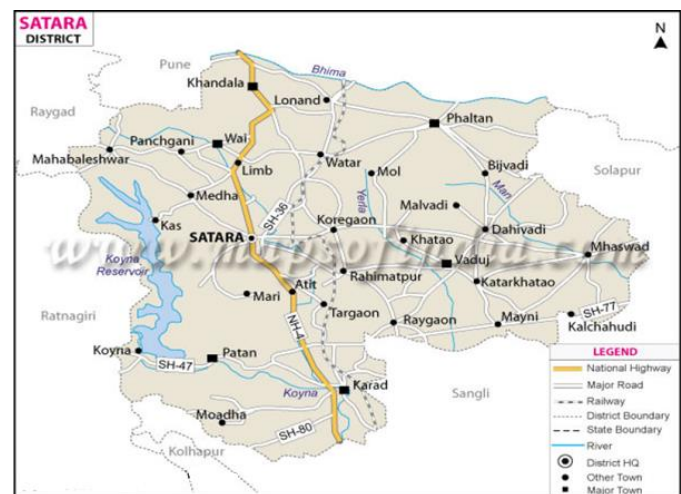 SATARA
DISTRICT
N
Pune
Bhima
Khandala
Lonand
Phaltan
Raygad
Panchgani
Wai
Mahabaleshwar
Limb
Watar
Mol
Bijvadi
Solapur
Man
Medha
Yerla
Malvadi
SH-36
Kas
Koregaon
Dahivadi
SATARA
Khatao
Mhaswad
www.mapsofindia.com
Koyna
Reservoir
Rahimatpur
Vaduj
Katarkhatao
Mari
Atit
Ratnagiri
Targaon
Raygaon
Mayni
SH-77
Kalchahudi
NH-4
Koyna
Patan
SH-47
Koyna
Karad
Sangli
Moadha
SH-80
Kolhapur
LEGEND
National Highway
Major Road
Railway
District Boundary
State Boundary
River
District HQ
Other Town
Major Town